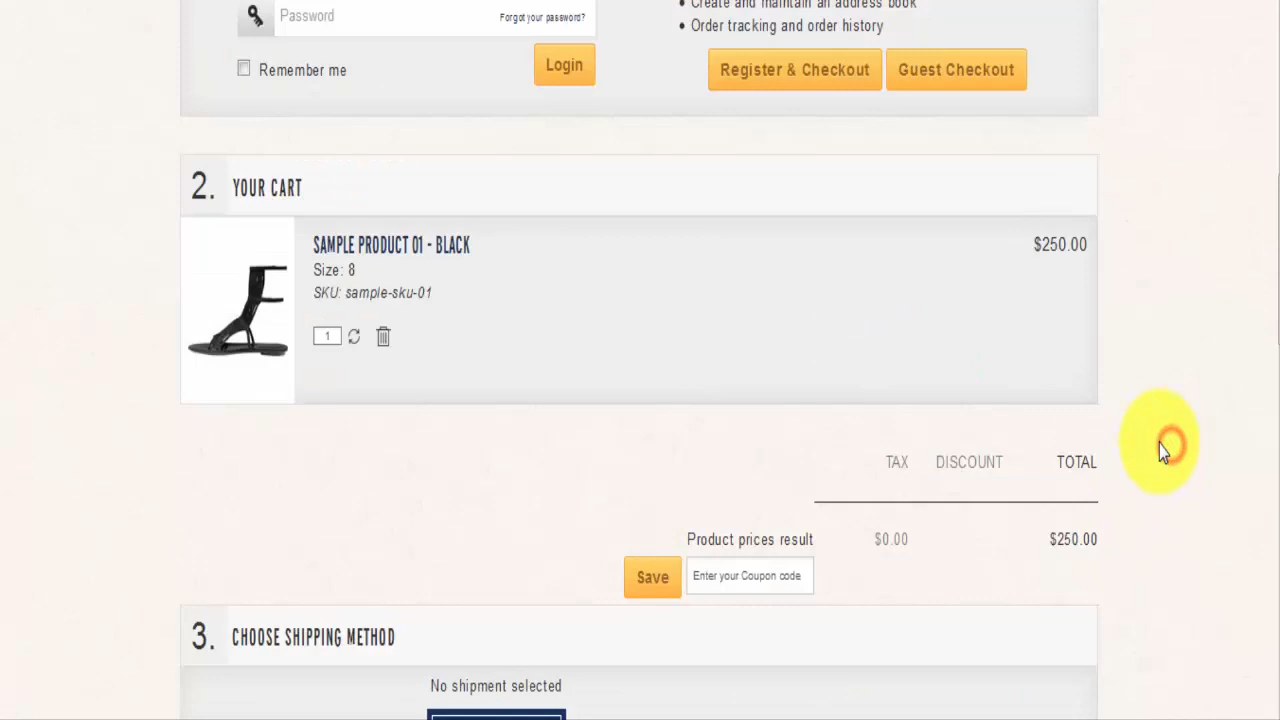 Create and maintain an address book
Password
Forgot your password?
Order tracking and order history
Remember me
Login
Register & Checkout
Guest Checkout
2. YOUR CART
SAMPLE PRODUCT 01 - BLACK
$250.00
Size: 8
SKU: sample-sku-01
1
TAX DISCOUNT TOTAL
Product prices result $0.00 $250.00
Save
Enter your Coupon code
3. CHOOSE SHIPPING METHOD
No shipment selected